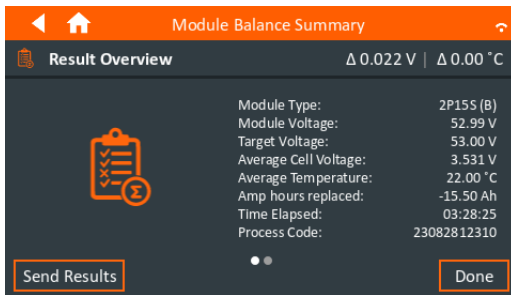 Module Balance Summary
Result Overview Δ 0.022 V | Δ 0.00 ˚C
Module Type: 2P15S (B)
Module Voltage: 52.99 V
Target Voltage: 53.00 V
Average Cell Voltage: 3.531 V
Average Temperature: 22.00 ˚C
Amp hours replaced: -15.50 Ah
Time Elapsed: 03:28:25
Process Code: 23082812310
Σ
Send Results Done